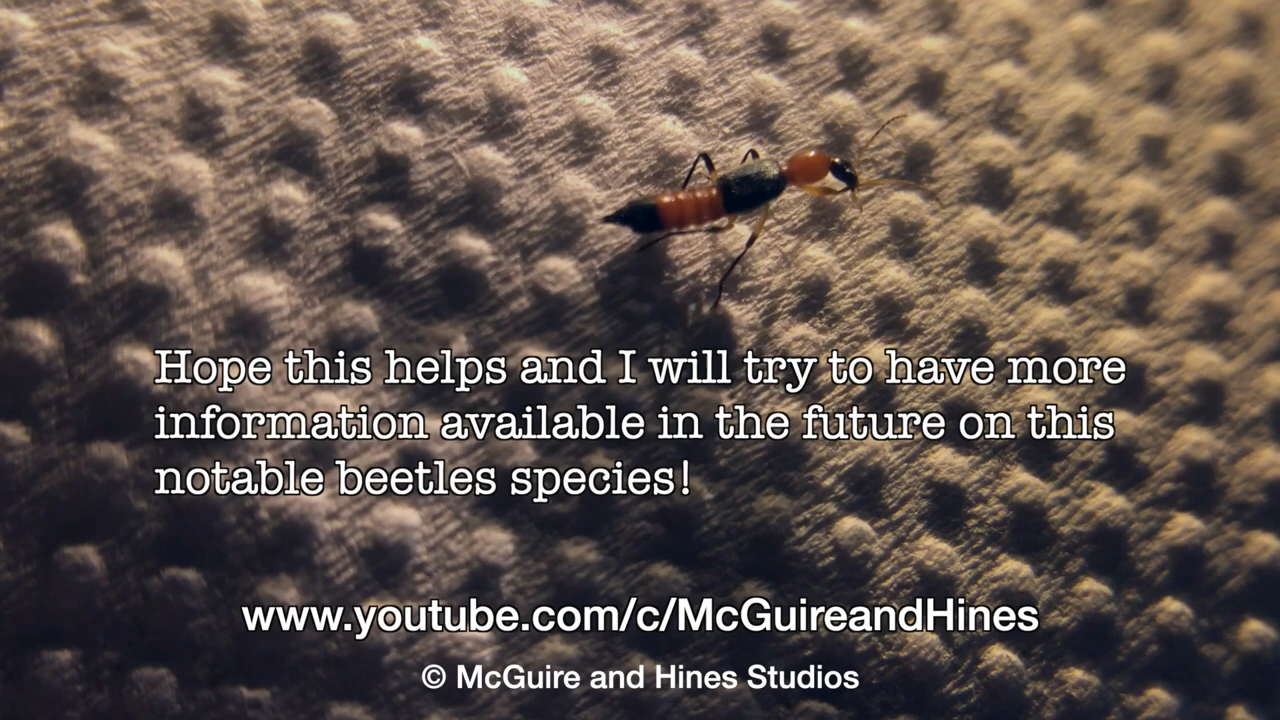 Hope this helps and I will try to have more
information available in the future on this
notable beetles species!
www.youtube.com/c/McGuireandHines
© McGuire and Hines Studios